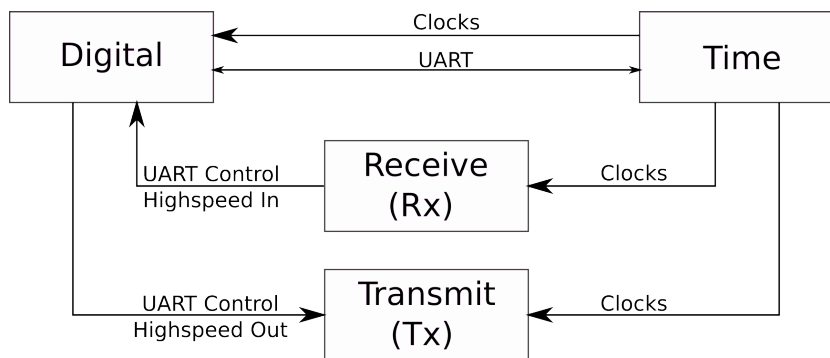 Clocks
Digital
UART
Time
Receive
(Rx)
UART Control
Highspeed In
Clocks
Transmit
(Tx)
UART Control
Highspeed Out
Clocks